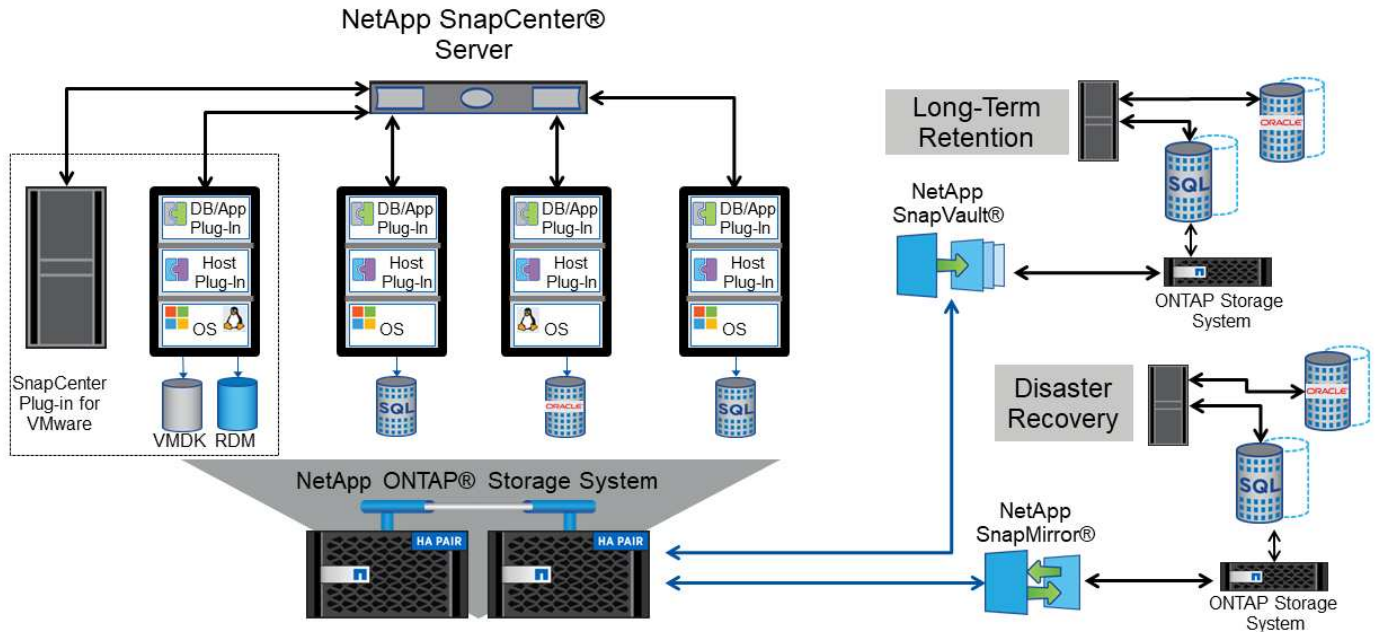 NetApp SnapCenter®
Server
DB/App
Plug-In
Host
Plug-In
OS
DB/App
Plug-In
Host
Plug-In
OS
DB/App
Plug-In
Host
Plug-In
OS
DB/App
Plug-In
Host
Plug-In
OS
SnapCenter
Plug-in for
VMware
VMDK
RDM
SQL
ORACLE
SQL
NetApp ONTAP® Storage System
HA PAIR
HA PAIR
Long-Term
Retention
ORACLE
SQL
NetApp
SnapVault®
ONTAP Storage
System
Disaster
Recovery
ORACLE
SQL
NetApp
SnapMirror®
ONTAP Storage
System